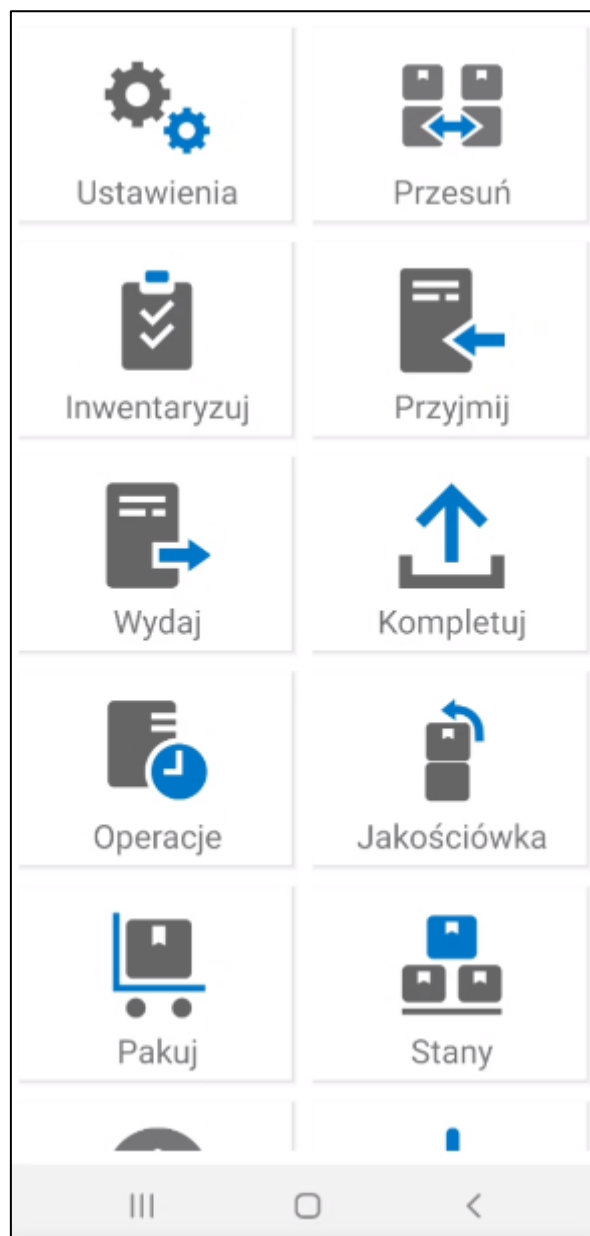 Ustawienia
Przesuń
Inwentaryzuj
Przyjmij
Wydaj
Kompletuj
Operacje
Jakościówka
Pakuj
Stany